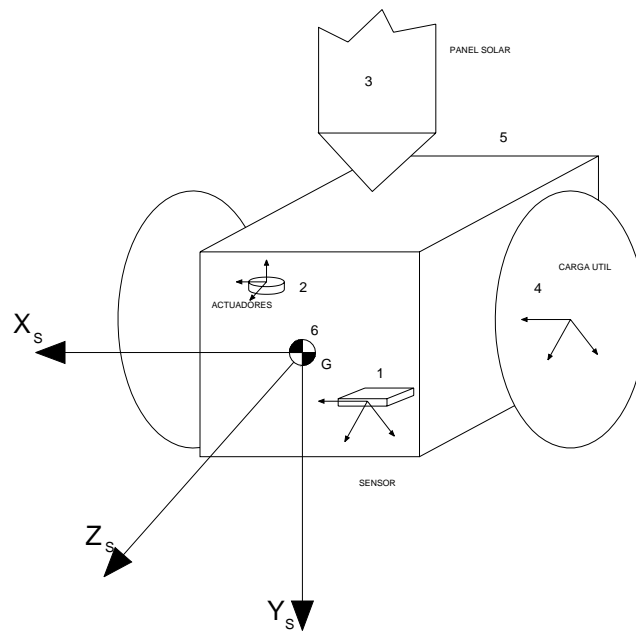 PANEL SOLAR
3
5
CARGA UTIL
4
2
ACTUADORES
6
G
X S
1
SENSOR
Z S
Y S